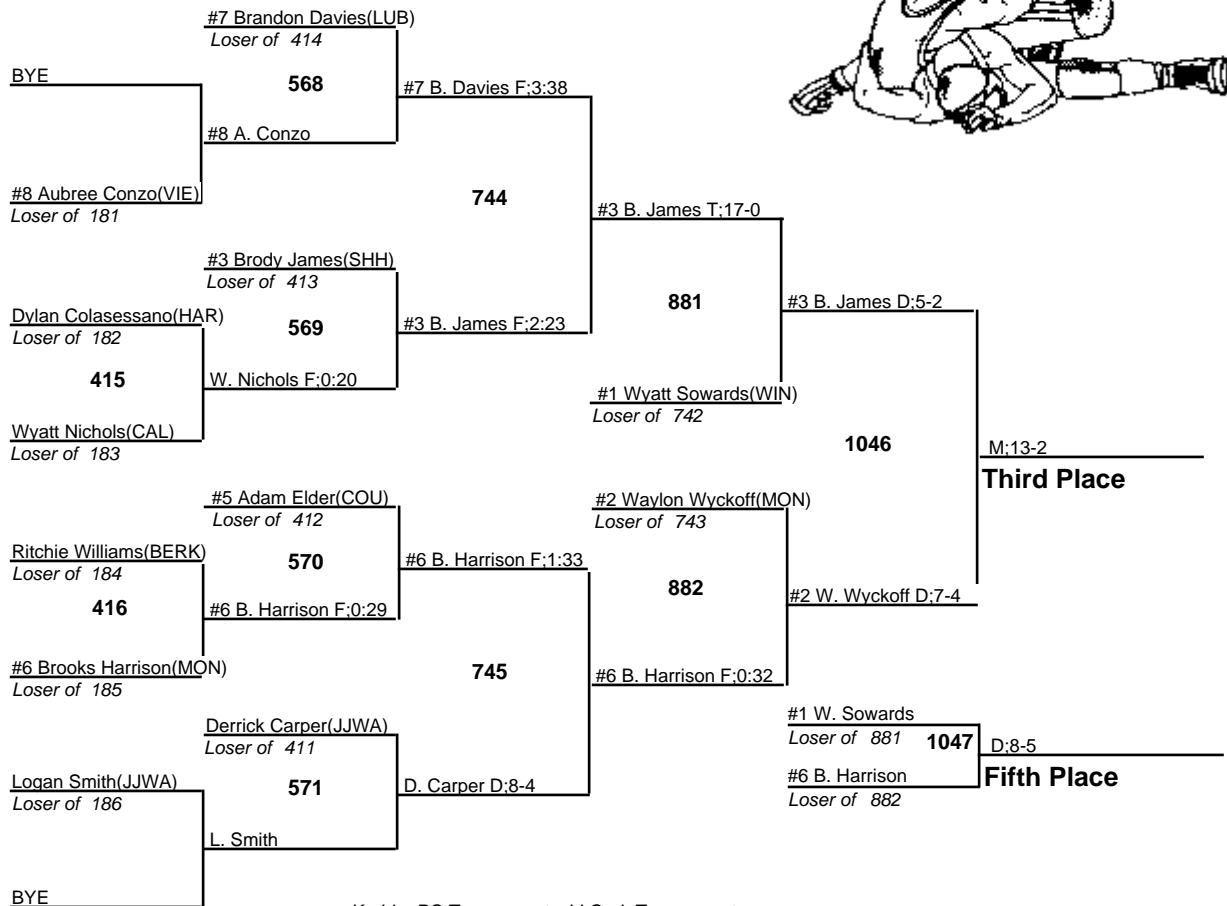 #7 Brandon Davies(LUB)
Loser of 414
BYE
568
#7 B. Davies F;3:38
#8 A. Conzo
#8 Aubree Conzo(VIE)
Loser of 181
744
#3 B. James T;17-0
#3 Brody James(SHH)
Loser of 413
Dylan Colasessano(HAR)
Loser of 182
569
#3 B. James F;2:23
881
#3 B. James D;5-2
415
W. Nichols F;0:20
#1 Wyatt Sowards(WIN)
Loser of 742
Wyatt Nichols(CAL)
Loser of 183
1046
M;13-2
Third Place
#5 Adam Elder(COU)
Loser of 412
#2 Waylon Wyckoff(MON)
Loser of 743
Ritchie Williams(BERK)
Loser of 184
570
#6 B. Harrison F;1:33
416
#6 B. Harrison F;0:29
882
#2 W. Wyckoff D;7-4
#6 Brooks Harrison(MON)
Loser of 185
745
#6 B. Harrison F;0:32
Derrick Carper(JJWA)
Loser of 411
#1 W. Sowards
Loser of 881
1047
D;8-5
Fifth Place
#6 B. Harrison
Loser of 882
Logan Smith(JJWA)
Loser of 186
571
D. Carper D;8-4
L. Smith
BYE